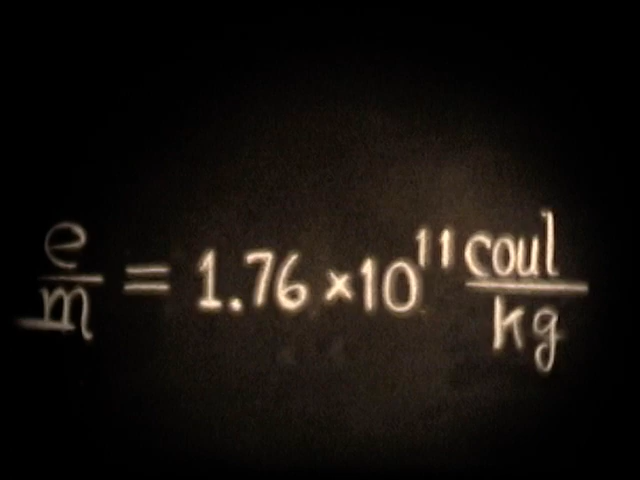 e/m = 1.76 ×10¹¹ coul/kg